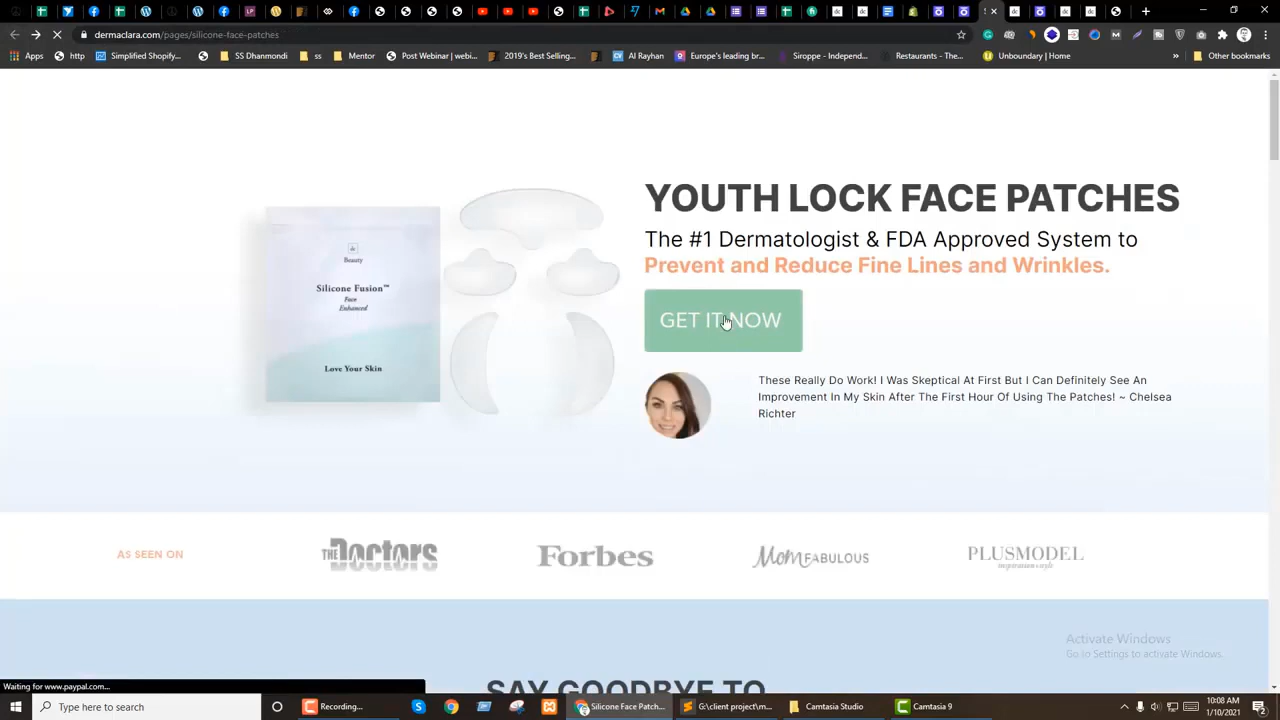 dermaclara.com/pages/silicone-face-patches
Apps
http
Simplified Shopify...
SS Dhanmondi
ss
Mentor
Post Webinar | webi...
2019's Best Selling...
Al Rayhan
Europe's leading br...
Siroppe - Independ...
Restaurants - The...
Unboundary | Home
»
Other bookmarks
YOUTH LOCK FACE PATCHES
The #1 Dermatologist & FDA Approved System to
Prevent and Reduce Fine Lines and Wrinkles.
Beauty
Silicone Fusion™
Face
Enhanced
Love Your Skin
GET IT NOW
These Really Do Work! I Was Skeptical At First But I Can Definitely See An
Improvement In My Skin After The First Hour Of Using The Patches! ~ Chelsea
Richter
AS SEEN ON
THE Doctors
Forbes
Mom FABULOUS
PLUSMODEL
SAY GOODBYE TO
Activate Windows
Go to Settings to activate Windows.
Waiting for www.paypal.com...
Type here to search
Recording...
Silicone Face Patch...
G:\client project\m...
Camtasia Studio
Camtasia 9
10:08 AM
1/10/2021